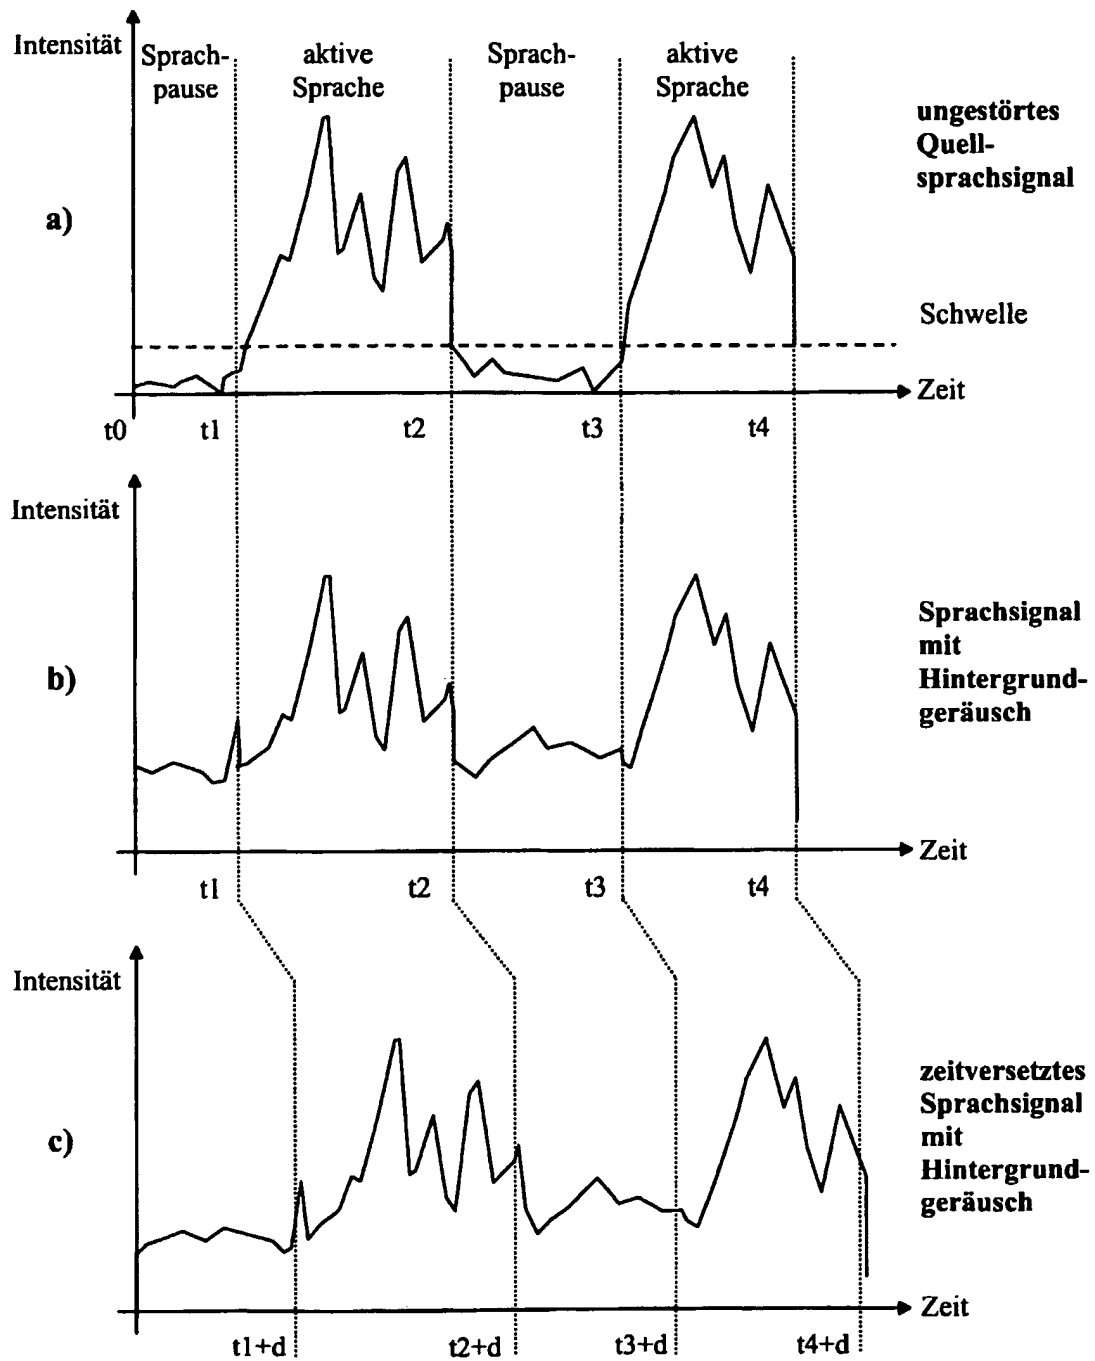 Intensität
Sprach-
pause
aktive
Sprache
Sprach-
pause
aktive
Sprache
ungestörtes
Quell-
sprachsignal
a)
Schwelle
Zeit
t0
t1
t2
t3
t4
Intensität
Sprachsignal
mit
Hintergrund-
geräusch
b)
Zeit
t1
t2
t3
t4
Intensität
zeitversetztes
Sprachsignal
mit
Hintergrund-
geräusch
c)
Zeit
t1+d
t2+d
t3+d
t4+d